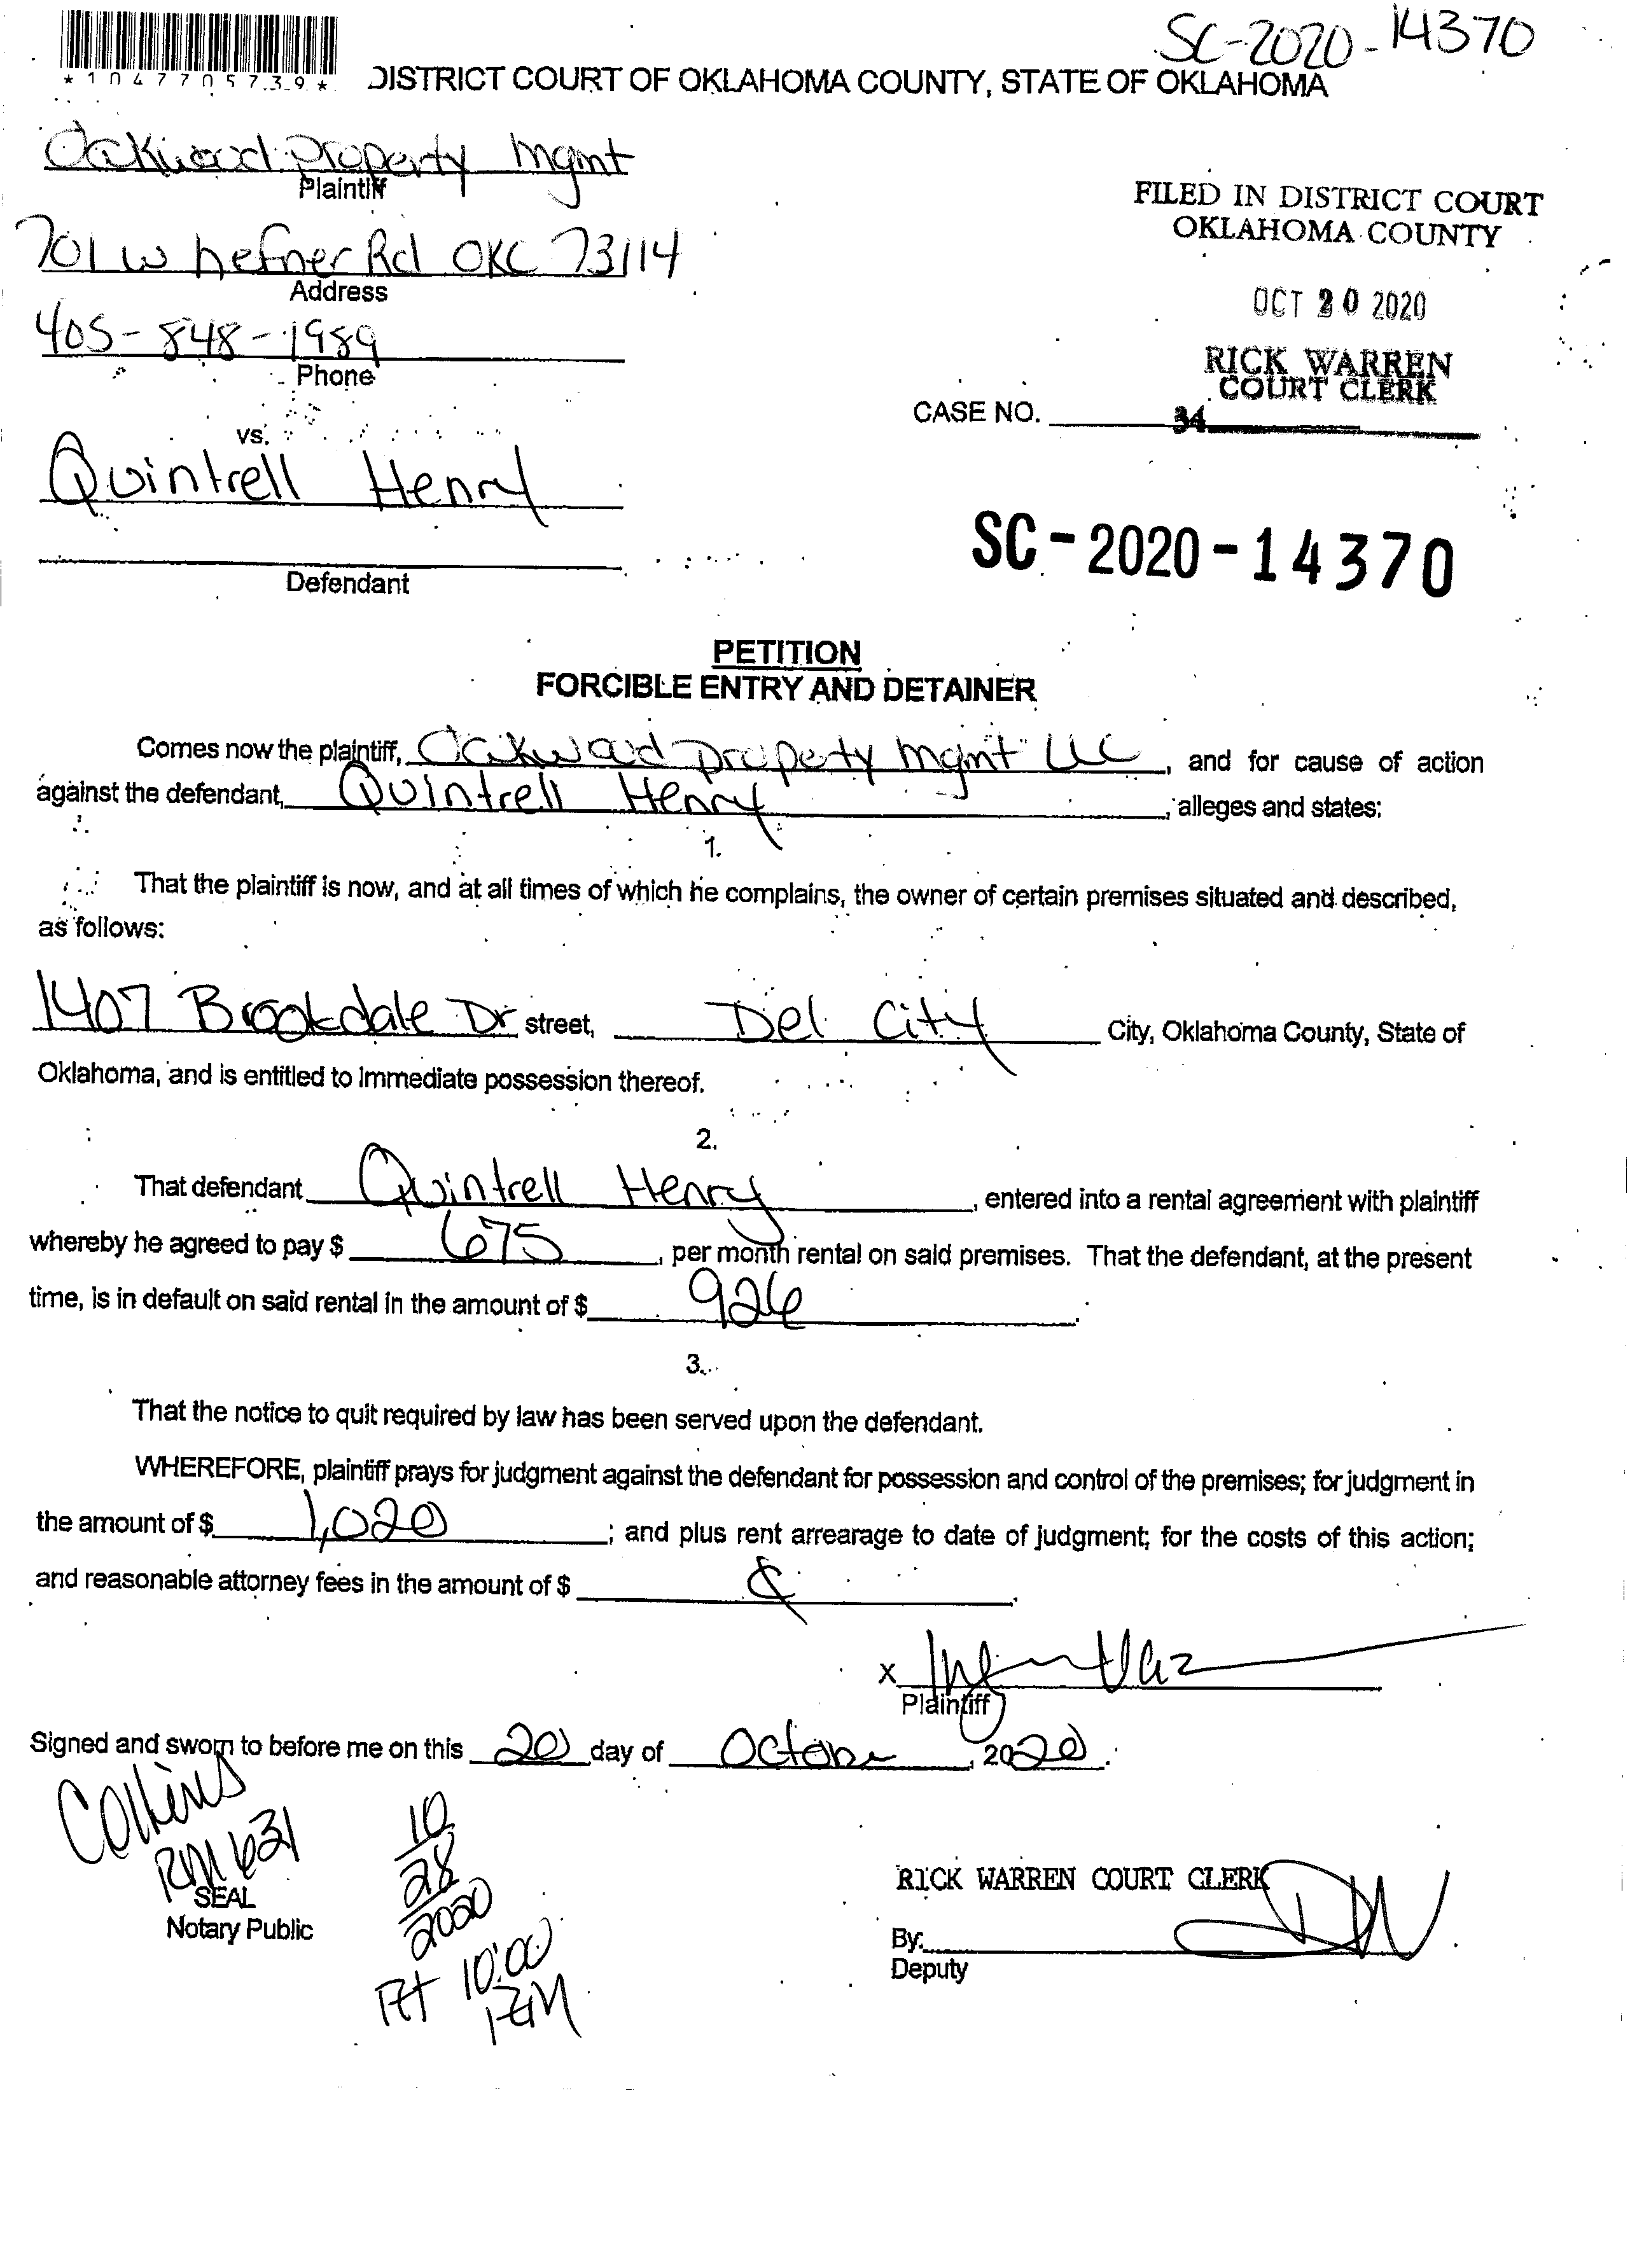 SC-2020-14370
*1047705739*
DISTRICT COURT OF OKLAHOMA COUNTY, STATE OF OKLAHOMA
Oakwood Property Mgmt
Plaintiff
701 W hefner Rd OKC 73114
Address
405-848-1989
Phone
FILED IN DISTRICT COURT
OKLAHOMA COUNTY
OCT 20 2020
RICK WARREN
COURT CLERK
CASE NO.
34
vs.
Quintrell Henry
Defendant
SC-2020-14370
PETITION
FORCIBLE ENTRY AND DETAINER
Comes now the plaintiff, Oakwood Property Mgmt LLC, and for cause of action
against the defendant, Quintrell Henry, alleges and states:
1.
That the plaintiff is now, and at all times of which he complains, the owner of certain premises situated and described,
as follows:
1407 Brookdale Dr street, Del City City, Oklahoma County, State of
Oklahoma, and is entitled to immediate possession thereof.
2.
That defendant Quintrell Henry, entered into a rental agreement with plaintiff
whereby he agreed to pay $ 675, per month rental on said premises. That the defendant, at the present
time, is in default on said rental in the amount of $ 926.
3.
That the notice to quit required by law has been served upon the defendant.
WHEREFORE, plaintiff prays for judgment against the defendant for possession and control of the premises; for judgment in
the amount of $ 1,020; and plus rent arrearage to date of judgment; for the costs of this action;
and reasonable attorney fees in the amount of $
X
Plaintiff
Signed and sworn to before me on this 20 day of October, 2020.
Collins
RM 631
SEAL
Notary Public
10
28
2020
At 10:00
AM
RICK WARREN COURT CLERK
By:
Deputy